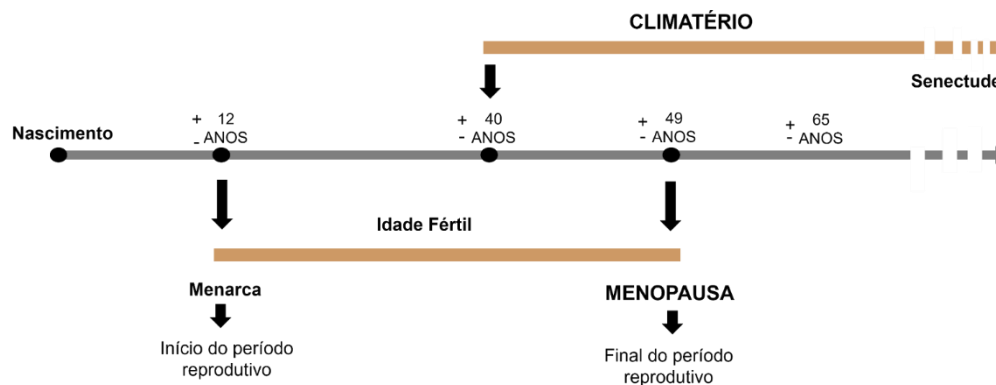 CLIMATÉRIO
Senectude
Nascimento
+ 12
- ANOS
+ 40
- ANOS
+ 49
- ANOS
+ 65
- ANOS
Idade Fértil
Menarca
MENOPAUSA
Início do período
reprodutivo
Final do período
reprodutivo